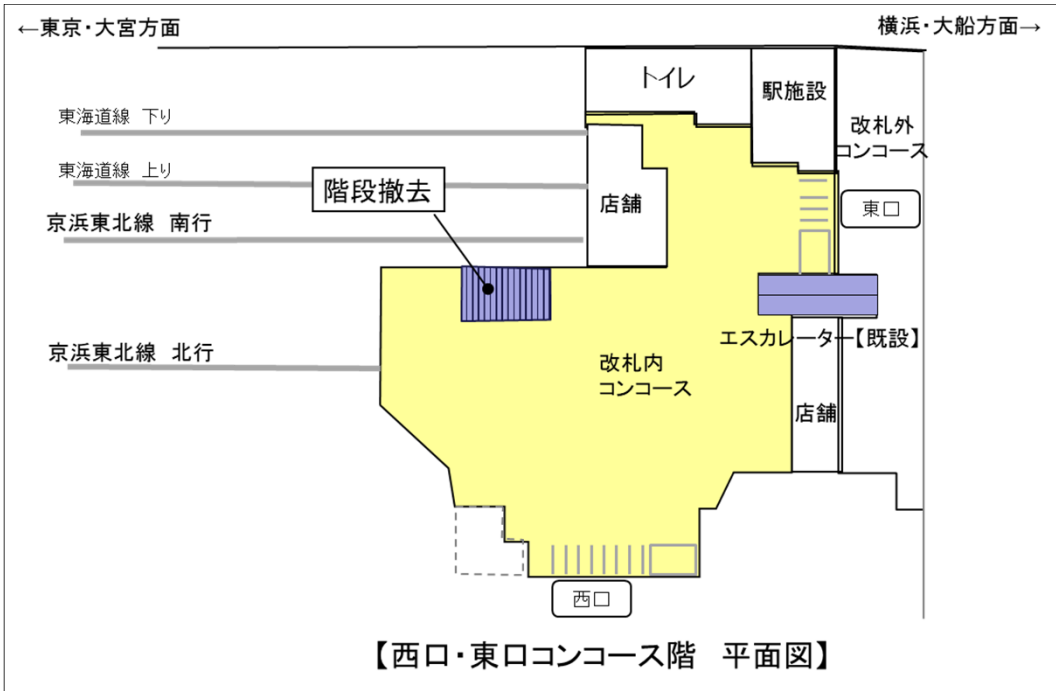 ←東京・大宮方面
横浜・大船方面→
トイレ
駅施設
東海道線 下り
改札外
コンコース
東海道線 上り
階段撤去
店舗
東口
京浜東北線 南行
エスカレーター【既設】
京浜東北線 北行
改札内
コンコース
店舗
西口
【西口・東口コンコース階 平面図】